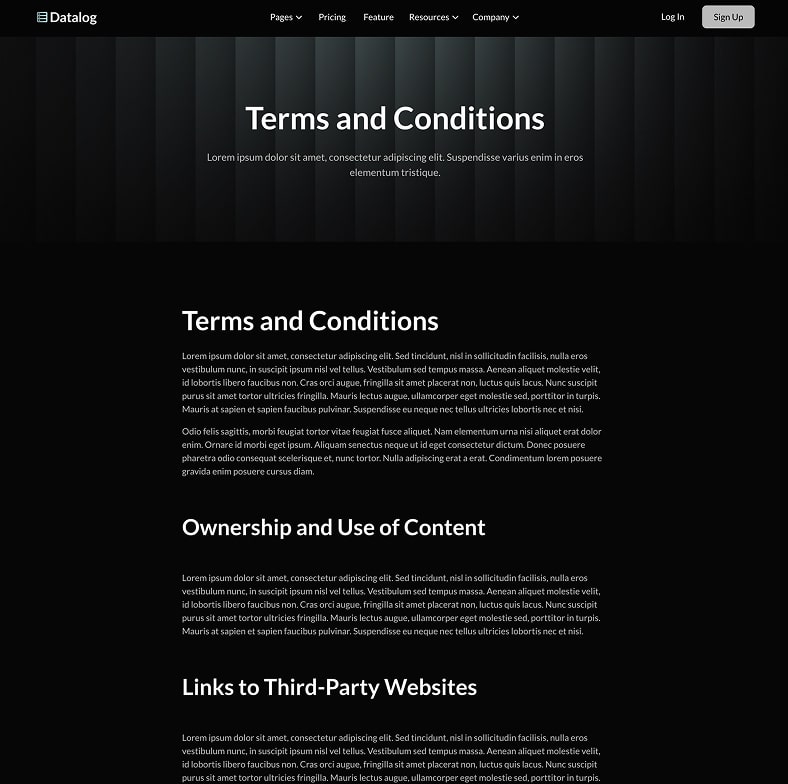 Datalog
Pages
Pricing
Feature
Resources
Company
Log In
Sign Up
Terms and Conditions
Lorem ipsum dolor sit amet, consectetur adipiscing elit. Suspendisse varius enim in eros
elementum tristique.
Terms and Conditions
Lorem ipsum dolor sit amet, consectetur adipiscing elit. Sed tincidunt, nisl in sollicitudin facilisis, nulla eros
vestibulum nunc, in suscipit ipsum nisl vel tellus. Vestibulum sed tempus massa. Aenean aliquet molestie velit,
id lobortis libero faucibus non. Cras orci augue, fringilla sit amet placerat non, luctus quis lacus. Nunc suscipit
purus sit amet tortor ultricies fringilla. Mauris lectus augue, ullamcorper eget molestie sed, porttitor in turpis.
Mauris at sapien et sapien faucibus pulvinar. Suspendisse eu neque nec tellus ultricies lobortis nec et nisi.
Odio felis sagittis, morbi feugiat tortor vitae feugiat fusce aliquet. Nam elementum urna nisi aliquet erat dolor
enim. Ornare id morbi eget ipsum. Aliquam senectus neque ut id eget consectetur dictum. Donec posuere
pharetra odio consequat scelerisque et, nunc tortor. Nulla adipiscing erat a erat. Condimentum lorem posuere
gravida enim posuere cursus diam.
Ownership and Use of Content
Lorem ipsum dolor sit amet, consectetur adipiscing elit. Sed tincidunt, nisl in sollicitudin facilisis, nulla eros
vestibulum nunc, in suscipit ipsum nisl vel tellus. Vestibulum sed tempus massa. Aenean aliquet molestie velit,
id lobortis libero faucibus non. Cras orci augue, fringilla sit amet placerat non, luctus quis lacus. Nunc suscipit
purus sit amet tortor ultricies fringilla. Mauris lectus augue, ullamcorper eget molestie sed, porttitor in turpis.
Mauris at sapien et sapien faucibus pulvinar. Suspendisse eu neque nec tellus ultricies lobortis nec et nisi.
Links to Third-Party Websites
Lorem ipsum dolor sit amet, consectetur adipiscing elit. Sed tincidunt, nisl in sollicitudin facilisis, nulla eros
vestibulum nunc, in suscipit ipsum nisl vel tellus. Vestibulum sed tempus massa. Aenean aliquet molestie velit,
id lobortis libero faucibus non. Cras orci augue, fringilla sit amet placerat non, luctus quis lacus. Nunc suscipit
purus sit amet tortor ultricies fringilla. Mauris lectus augue, ullamcorper eget molestie sed, porttitor in turpis.